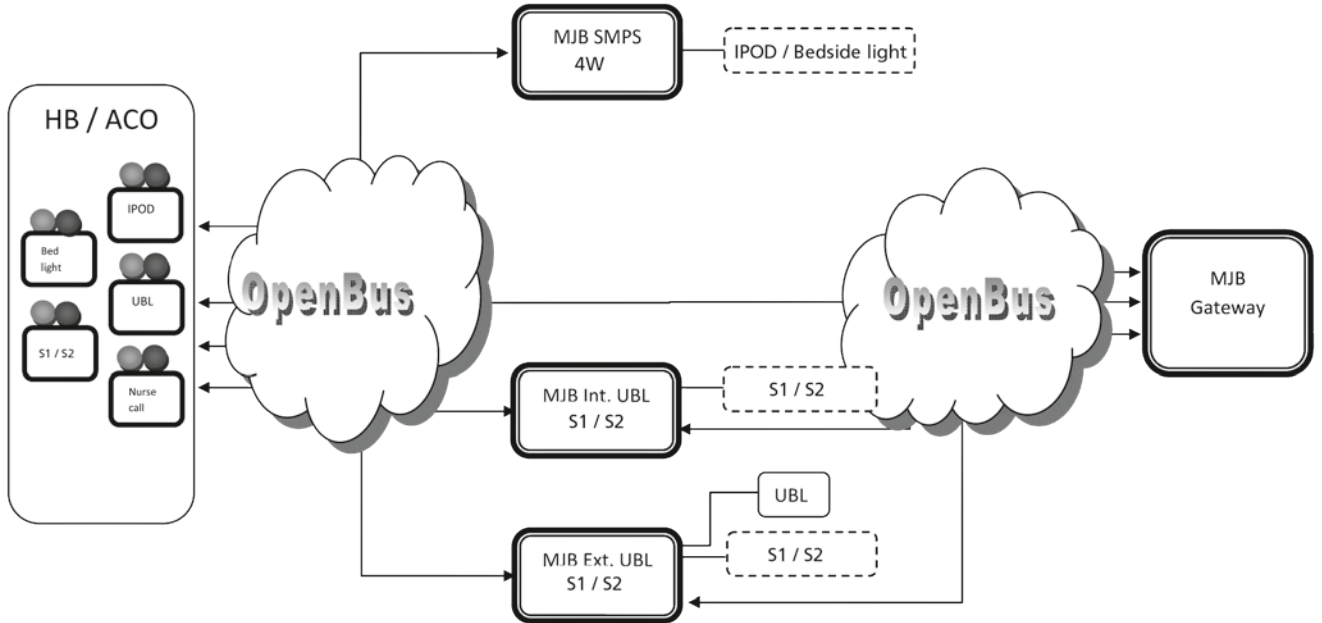 MJB SMPS
4W
IPOD / Bedside light
HB / ACO
IPOD
Bed
light
UBL
S1 / S2
Nurse
call
OpenBus
OpenBus
MJB
Gateway
MJB Int. UBL
S1 / S2
S1 / S2
UBL
MJB Ext. UBL
S1 / S2
S1 / S2